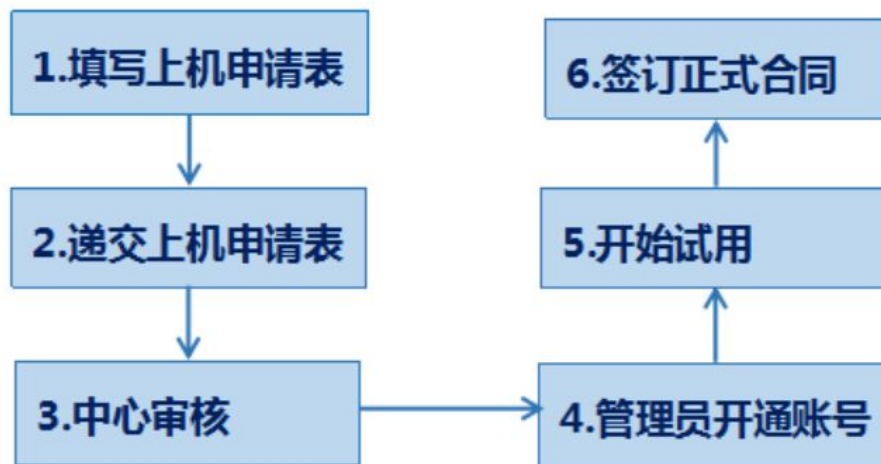 1.填写上机申请表
2.递交上机申请表
3.中心审核
4.管理员开通账号
5.开始试用
6.签订正式合同